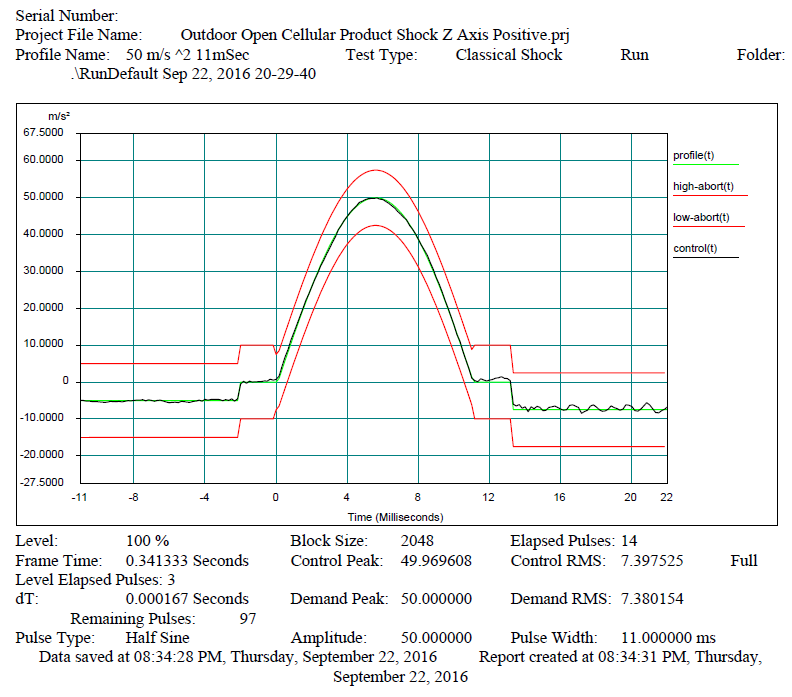 Serial Number:
Project File Name: Outdoor Open Cellular Product Shock Z Axis Positive.prj
Profile Name: 50 m/s ^2 11mSec Test Type: Classical Shock Run Folder:
.\RunDefault Sep 22, 2016 20-29-40
m/s²
67.5000
60.0000
50.0000
40.0000
30.0000
20.0000
10.0000
0
-10.0000
-20.0000
-27.5000
-11 -8 -4 0 4 8 12 16 20 22
Time (Milliseconds)
profile(t)
high-abort(t)
low-abort(t)
control(t)
Level: 100 % Block Size: 2048 Elapsed Pulses: 14
Frame Time: 0.341333 Seconds Control Peak: 49.969608 Control RMS: 7.397525 Full
Level Elapsed Pulses: 3
dT: 0.000167 Seconds Demand Peak: 50.000000 Demand RMS: 7.380154
Remaining Pulses: 97
Pulse Type: Half Sine Amplitude: 50.000000 Pulse Width: 11.000000 ms
Data saved at 08:34:28 PM, Thursday, September 22, 2016 Report created at 08:34:31 PM, Thursday,
September 22, 2016